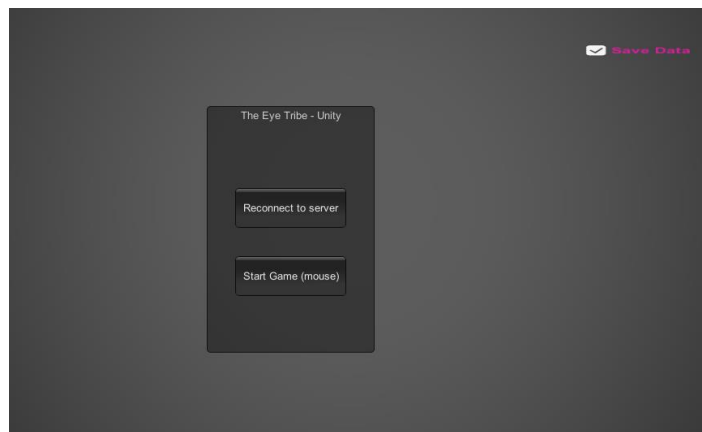 Save Data
The Eye Tribe - Unity
Reconnect to server
Start Game (mouse)